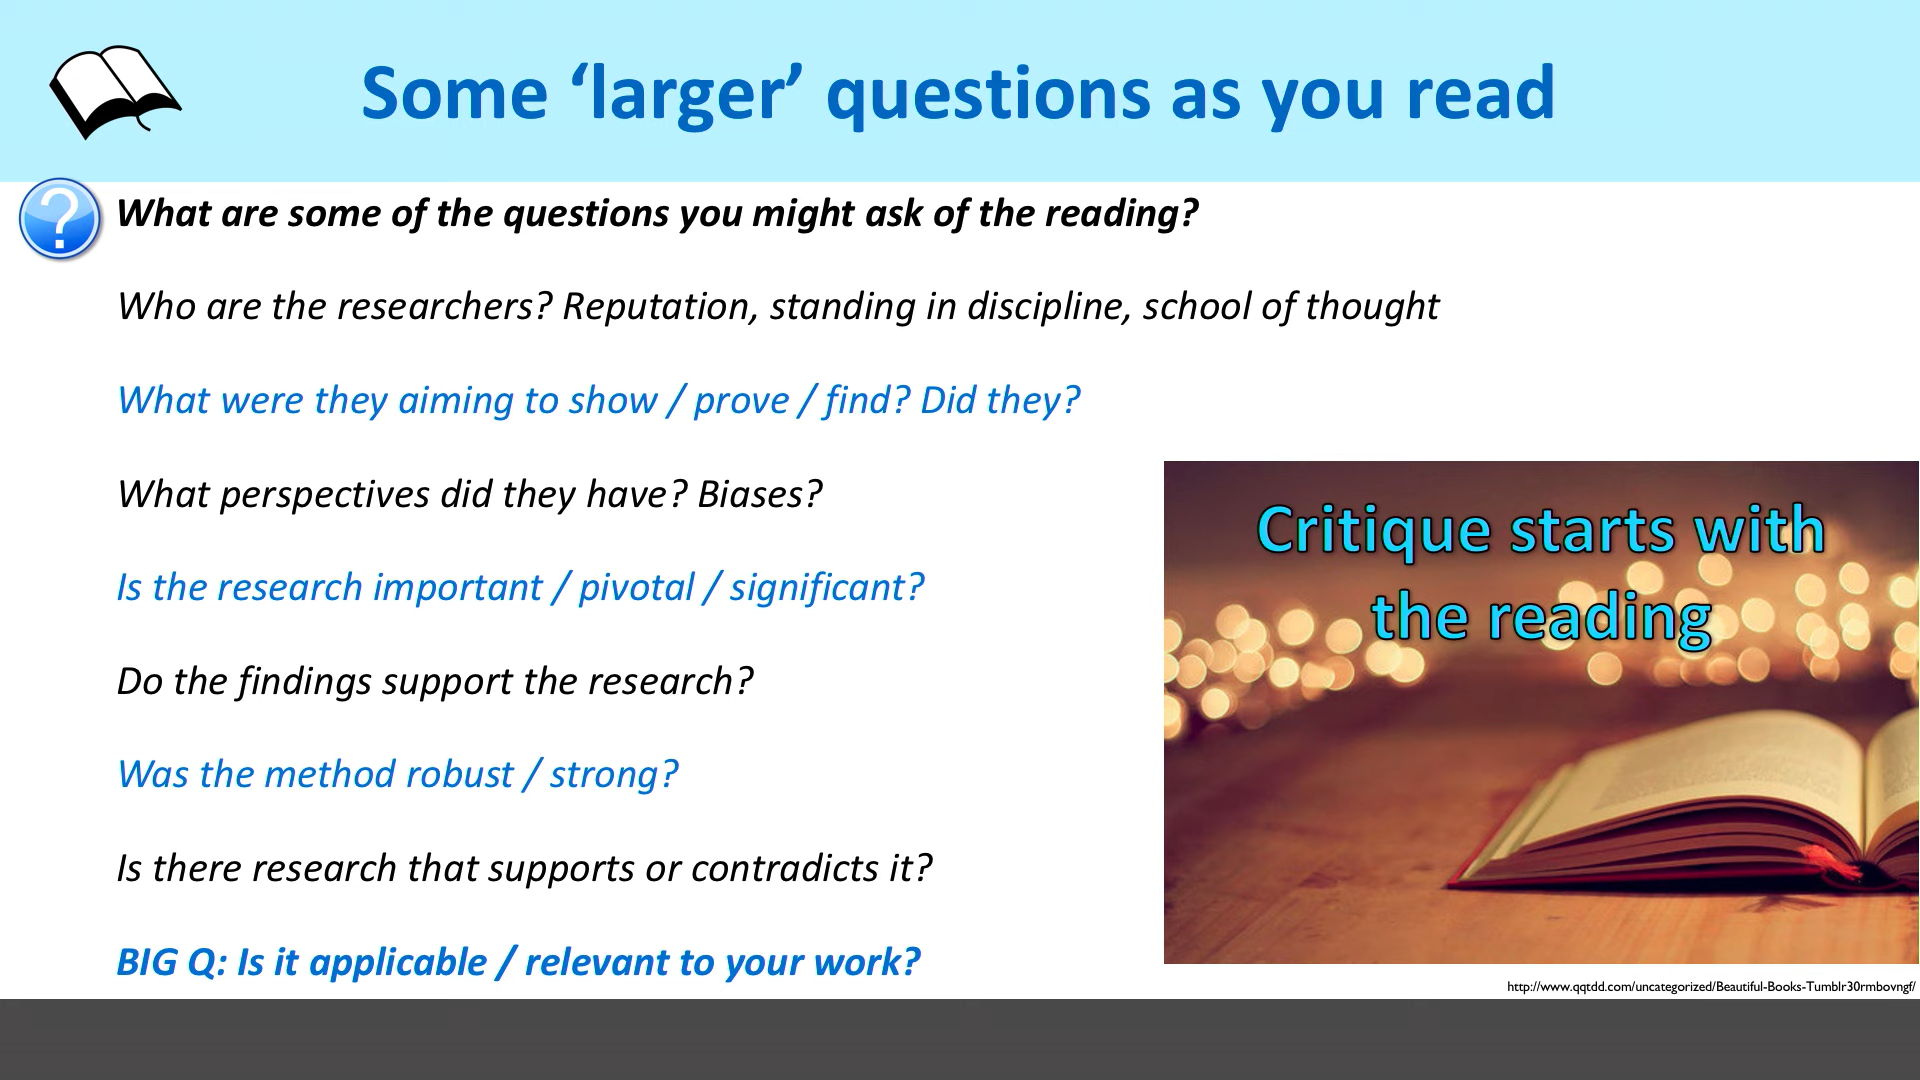 Some ‘larger’ questions as you read
?
What are some of the questions you might ask of the reading?
Who are the researchers? Reputation, standing in discipline, school of thought
What were they aiming to show / prove / find? Did they?
What perspectives did they have? Biases?
Is the research important / pivotal / significant?
Do the findings support the research?
Was the method robust / strong?
Is there research that supports or contradicts it?
BIG Q: Is it applicable / relevant to your work?
Critique starts with
the reading
http://www.qqtdd.com/uncategorized/Beautiful-Books-Tumblr30rmbovngf/